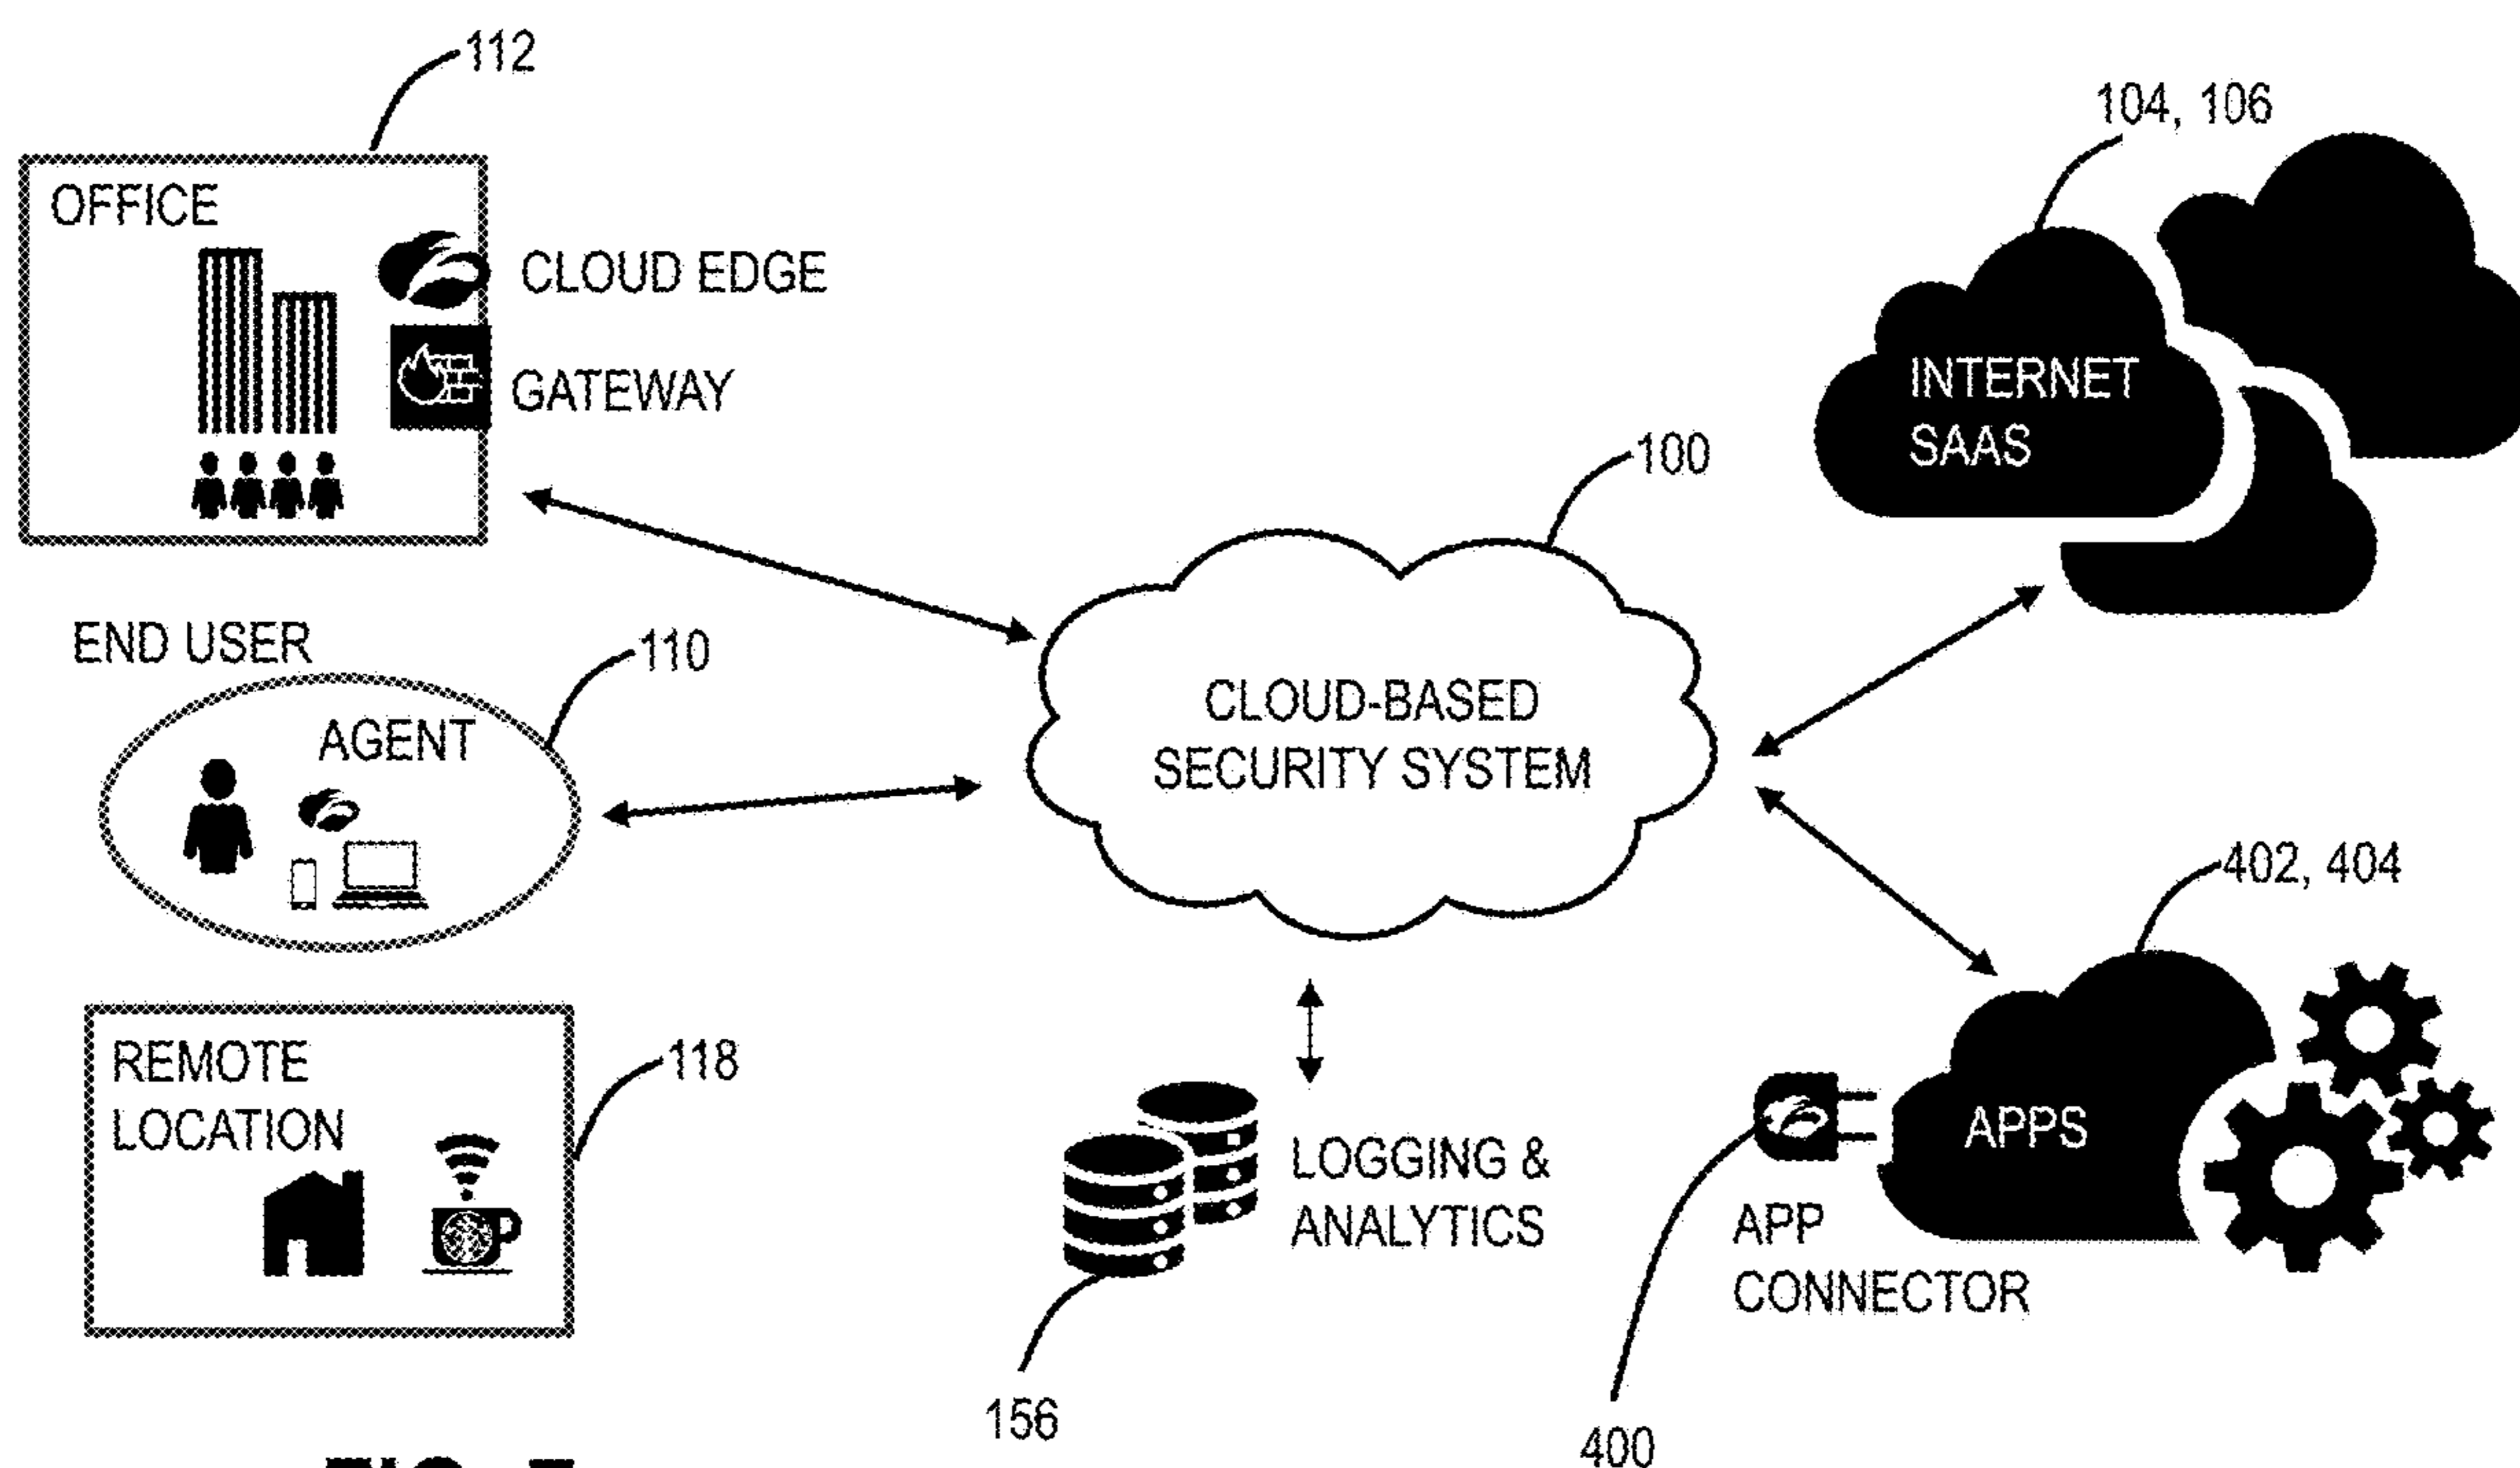 112
104, 106
OFFICE
CLOUD EDGE
GATEWAY
INTERNET
SAAS
100
END USER
110
AGENT
CLOUD-BASED
SECURITY SYSTEM
402, 404
REMOTE
LOCATION
118
LOGGING &
ANALYTICS
APPS
APP
CONNECTOR
156
400